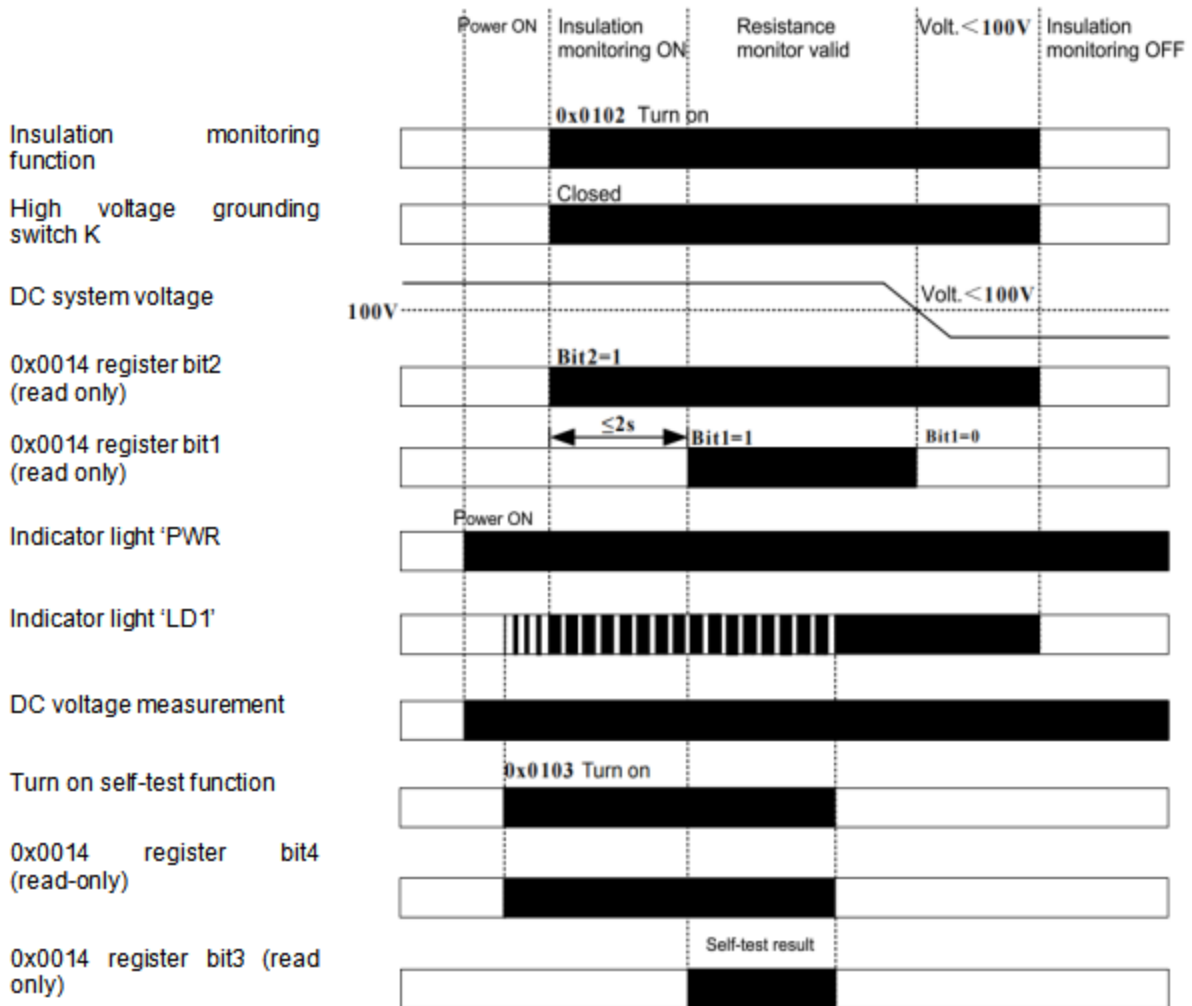 Power ON
Insulation
monitoring ON
Resistance
monitor valid
Volt.＜100V
Insulation
monitoring OFF
0x0102 Turn on
Insulation monitoring
function
Closed
High voltage grounding
switch K
DC system voltage
100V
Volt.＜100V
0x0014 register bit2
(read only)
Bit2=1
0x0014 register bit1
(read only)
≤2s
Bit1=1
Bit1=0
Power ON
Indicator light ‘PWR
Indicator light ‘LD1’
DC voltage measurement
Turn on self-test function
0x0103 Turn on
0x0014 register bit4
(read-only)
Self-test result
0x0014 register bit3 (read
only)